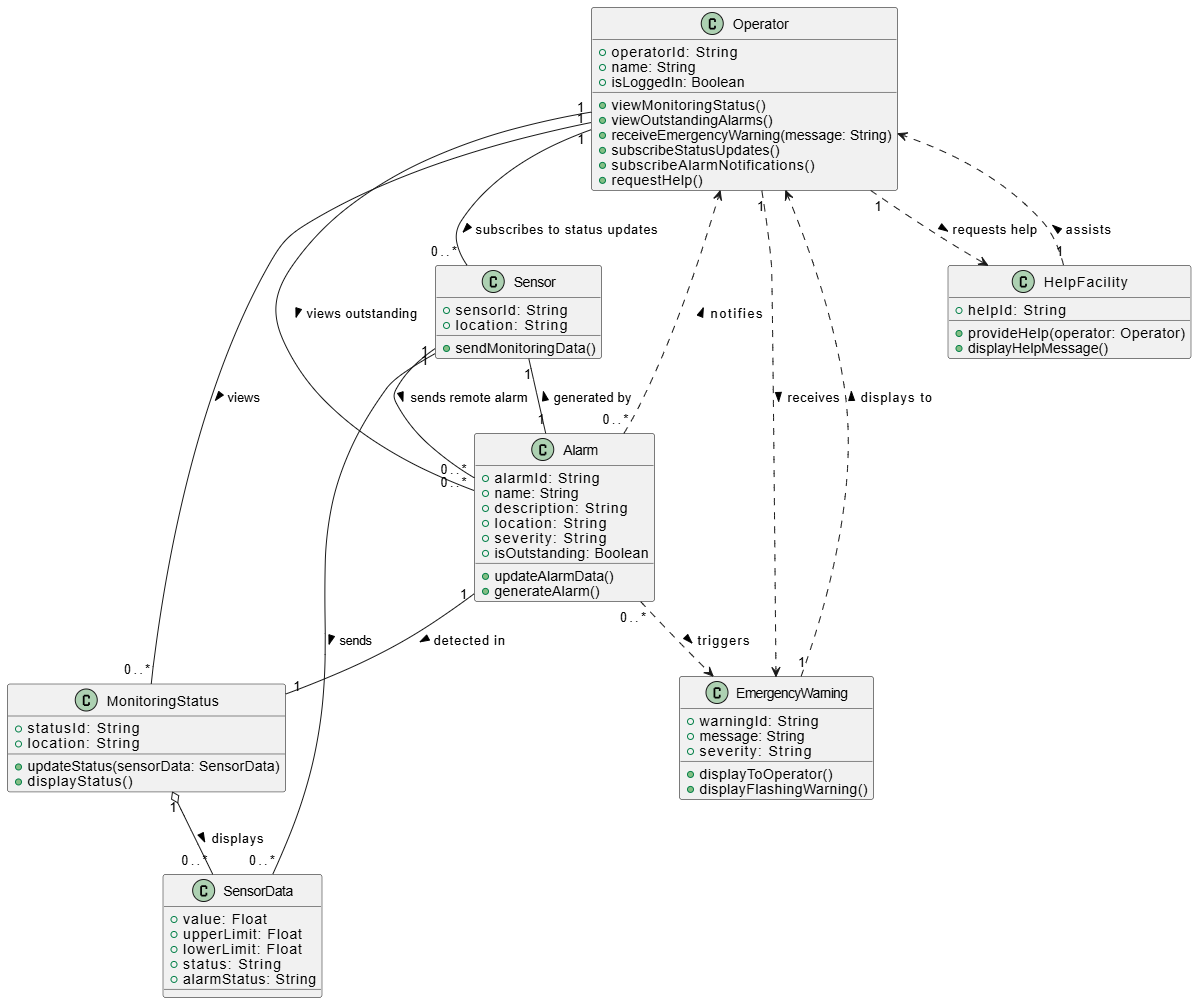 C Operator
operatorId: String
name: String
isLoggedIn: Boolean
viewMonitoringStatus()
viewOutstandingAlarms()
receiveEmergencyWarning(message: String)
subscribeStatusUpdates()
subscribeAlarmNotifications()
requestHelp()
1
1
1
1
1
requests help
assists
1
subscribes to status updates
0..*
C Sensor
sensorId: String
location: String
sendMonitoringData()
C HelpFacility
helpId: String
provideHelp(operator: Operator)
displayHelpMessage()
views outstanding
notifies
1
1
1
views
sends remote alarm
generated by
receives
displays to
1
0..*
0..*
0..*
C Alarm
alarmId: String
name: String
description: String
location: String
severity: String
isOutstanding: Boolean
updateAlarmData()
generateAlarm()
1
0..*
sends
detected in
triggers
0..*
1
1
C MonitoringStatus
statusId: String
location: String
updateStatus(sensorData: SensorData)
displayStatus()
C EmergencyWarning
warningId: String
message: String
severity: String
displayToOperator()
displayFlashingWarning()
1
displays
0..*
0..*
C SensorData
value: Float
upperLimit: Float
lowerLimit: Float
status: String
alarmStatus: String